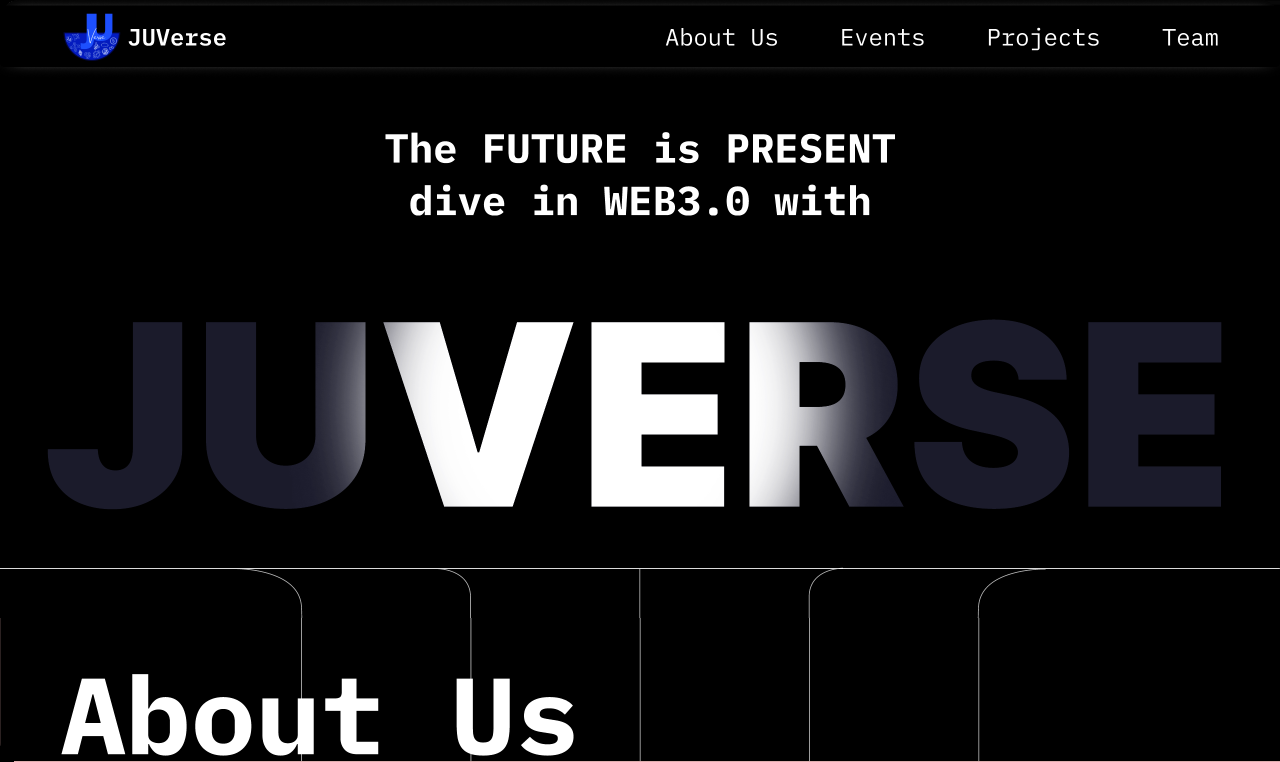 JUVerse
About Us
Events
Projects
Team
The FUTURE is PRESENT
dive in WEB3.0 with
JUVERSE
About Us